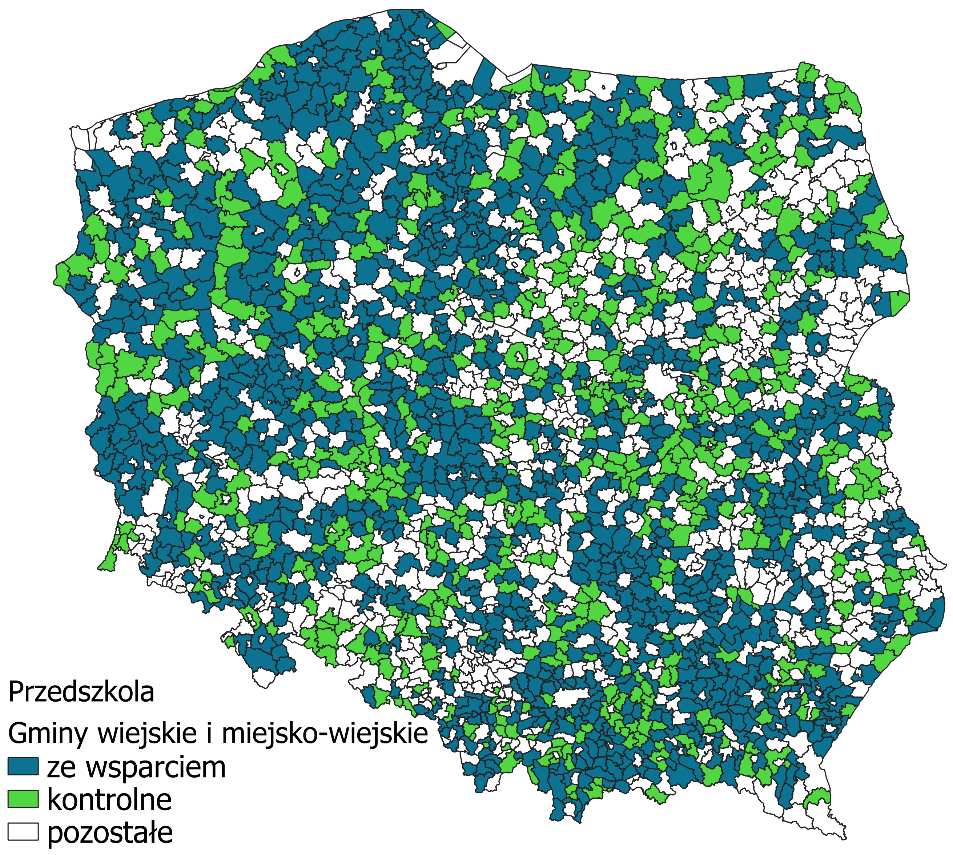 Przedszkola
Gminy wiejskie i miejsko-wiejskie
ze wsparciem
kontrolne
pozostałe